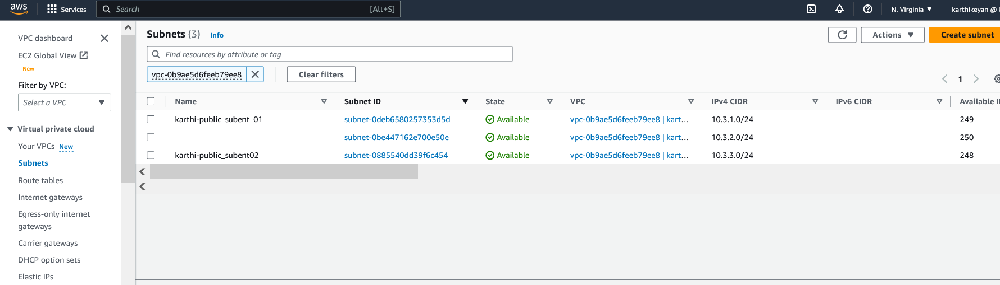 aws Services Search [Alt+S] N. Virginia karthikeyan @
VPC dashboard
EC2 Global View
New
Filter by VPC:
Select a VPC
Virtual private cloud
Your VPCs New
Subnets
Route tables
Internet gateways
Egress-only internet
gateways
Carrier gateways
DHCP option sets
Elastic IPs
Subnets (3) Info
Actions Create subnet
Find resources by attribute or tag
vpc-0b9ae5d6feeb79ee8 Clear filters
1
Name Subnet ID State VPC IPv4 CIDR IPv6 CIDR Available
karthi-public_subent_01 subnet-0deb6580257353d5d Available vpc-0b9ae5d6feeb79ee8 | kart... 10.3.1.0/24 – 249
– subnet-0be447162e700e50e Available vpc-0b9ae5d6feeb79ee8 | kart... 10.3.2.0/24 – 250
karthi-public_subent02 subnet-0885540dd39f6c454 Available vpc-0b9ae5d6feeb79ee8 | kart... 10.3.3.0/24 – 248